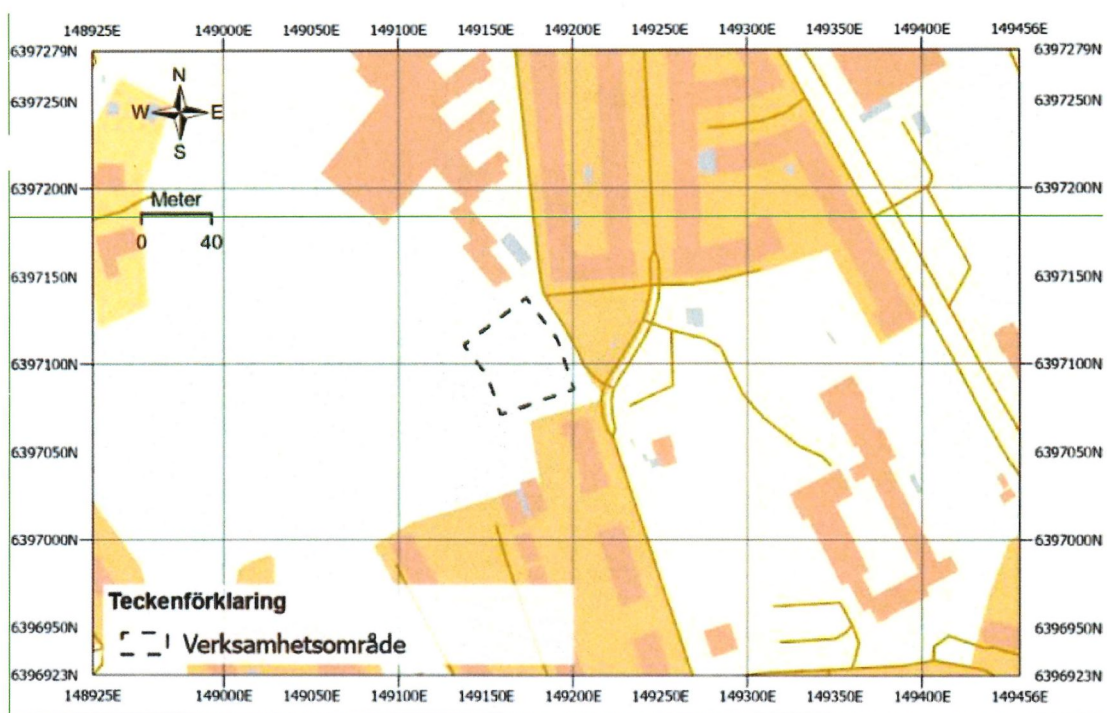 148925E 149000E 149050E 149100E 149150E 149200E 149250E 149300E 149350E 149400E 149456E
6397279N 6397279N
N
6397250N W E 6397250N
S
6397200N Meter 6397200N
0 40
6397150N 6397150N
6397100N 6397100N
6397050N 6397050N
6397000N 6397000N
Teckenförklaring
6396950N Verksamhetsområde 6396950N
6396923N 6396923N
148925E 149000E 149050E 149100E 149150E 149200E 149250E 149300E 149350E 149400E 149456E